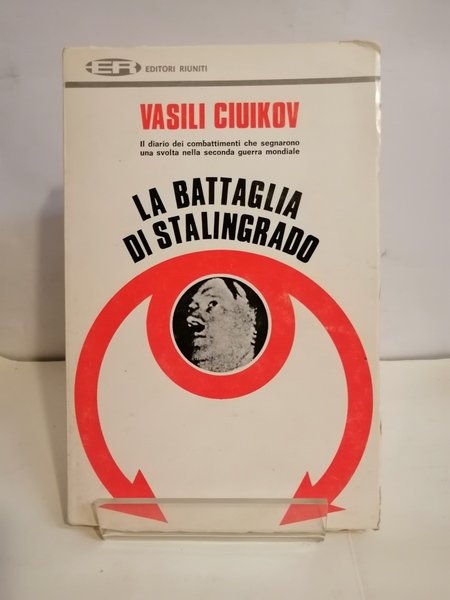 ER EDITORI RIUNITI
VASILI CIUIKOV
Il diario dei combattimenti che segnarono
una svolta nella seconda guerra mondiale
LA BATTAGLIA
DI STALINGRADO